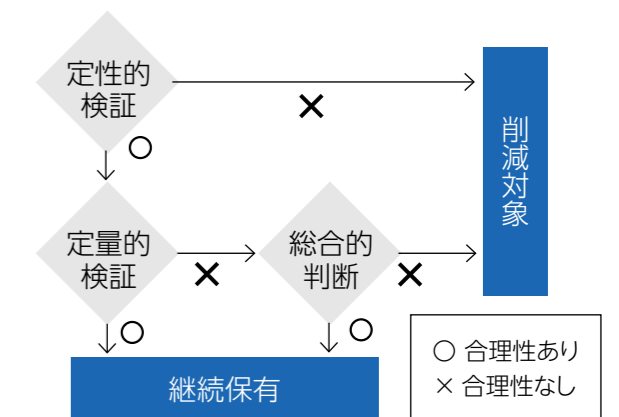 定性的
検証
×
○
削減対象
定量的
検証
×
総合的
判断
×
○
○
継続保有
○ 合理性あり
× 合理性なし